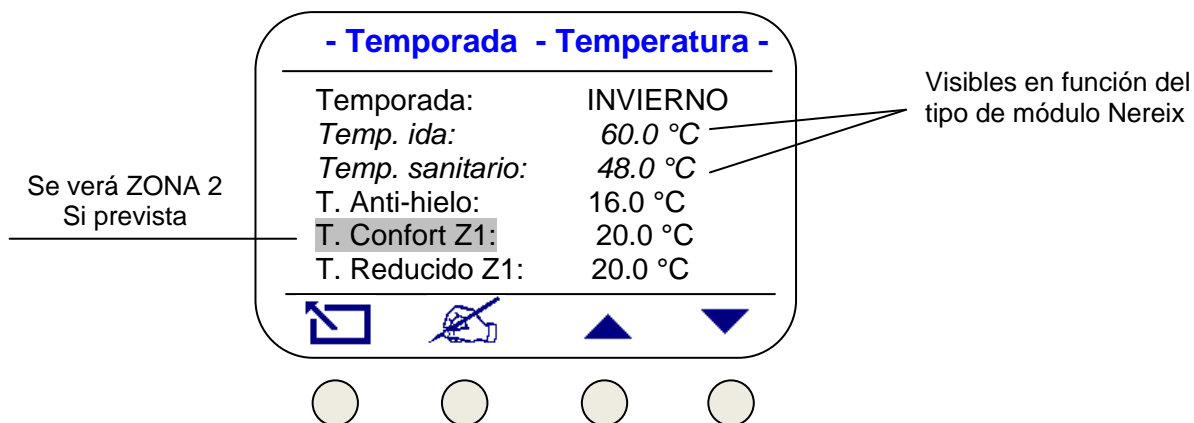 - Temporada - Temperatura -
Temporada: INVIERNO
Temp. ida: 60.0 °C
Temp. sanitario: 48.0 °C
T. Anti-hielo: 16.0 °C
T. Confort Z1: 20.0 °C
T. Reducido Z1: 20.0 °C
Visibles en función del
tipo de módulo Nereix
Se verá ZONA 2
Si prevista